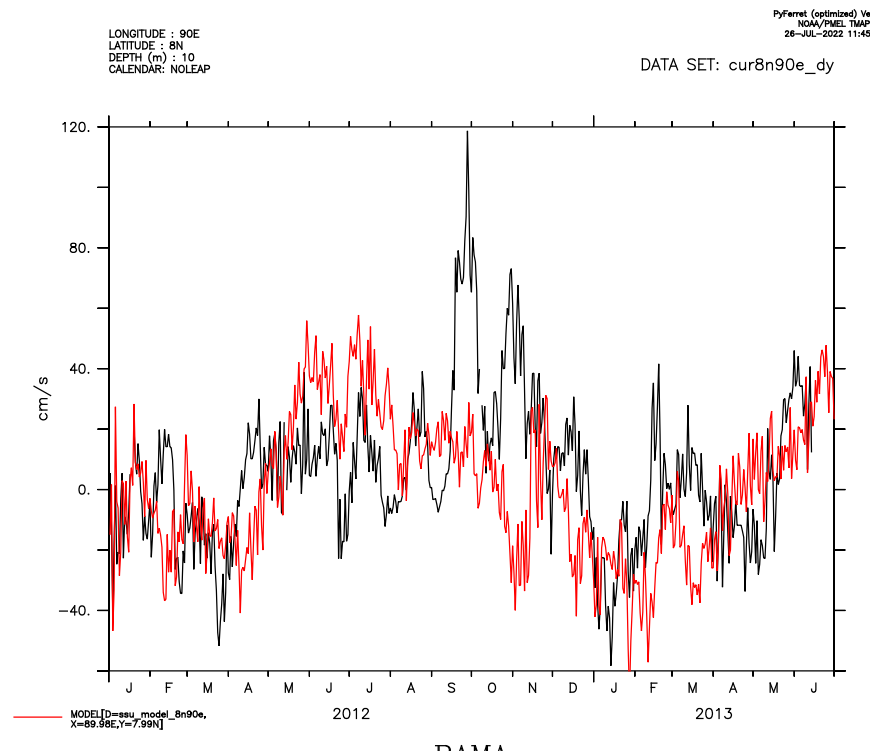 PyFerret (optimized) Ve
NOAA/PMEL TMAP
26-JUL-2022 11:45
LONGITUDE : 90E
LATITUDE : 8N
DEPTH (m) : 10
CALENDAR: NOLEAP
DATA SET: cur8n90e_dy
120.
80.
40.
0.
-40.
cm/s
J F M A M J J A S O N D J F M A M J
2012 2013
MODEL[D=ssu_model_8n90e,
X=89.98E,Y=7.99N]
RAMA